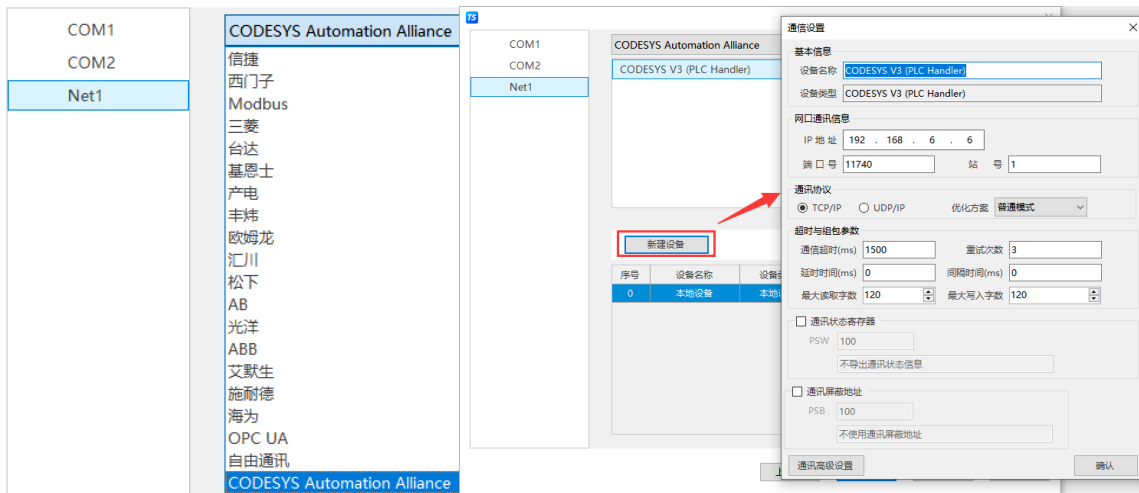 COM1
COM2
Net1
CODESYS Automation Alliance
信捷
西门子
Modbus
三菱
台达
基恩士
产电
丰炜
欧姆龙
汇川
松下
AB
光洋
ABB
艾默生
施耐德
海为
OPC UA
自由通讯
CODESYS Automation Alliance
TS
COM1
COM2
Net1
CODESYS Automation Alliance
CODESYS V3 (PLC Handler)
新建设备
序号 设备名称
0 本地设备
通信设置
基本信息
设备名称 CODESYS V3 (PLC Handler)
设备类型 CODESYS V3 (PLC Handler)
网口通讯信息
IP 地 址 192 . 168 . 6 . 6
端 口 号 11740 站 号 1
通讯协议
TCP/IP UDP/IP 优化方案 普通模式
超时与组包参数
通信超时(ms) 1500 重试次数 3
延时时间(ms) 0 间隔时间(ms) 0
最大读取字数 120 最大写入字数 120
通讯状态寄存器
PSW 100
不导出通讯状态信息
通讯屏蔽地址
PSB 100
不使用通讯屏蔽地址
通讯高级设置 确认